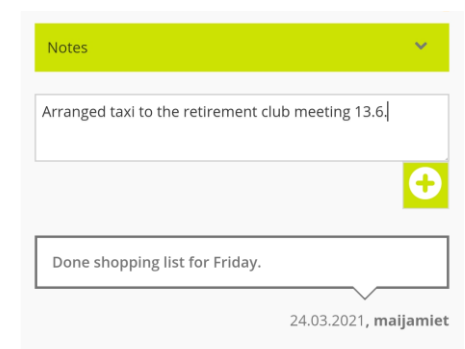 Notes
Arranged taxi to the retirement club meeting 13.6.
Done shopping list for Friday.
24.03.2021, maijamiet